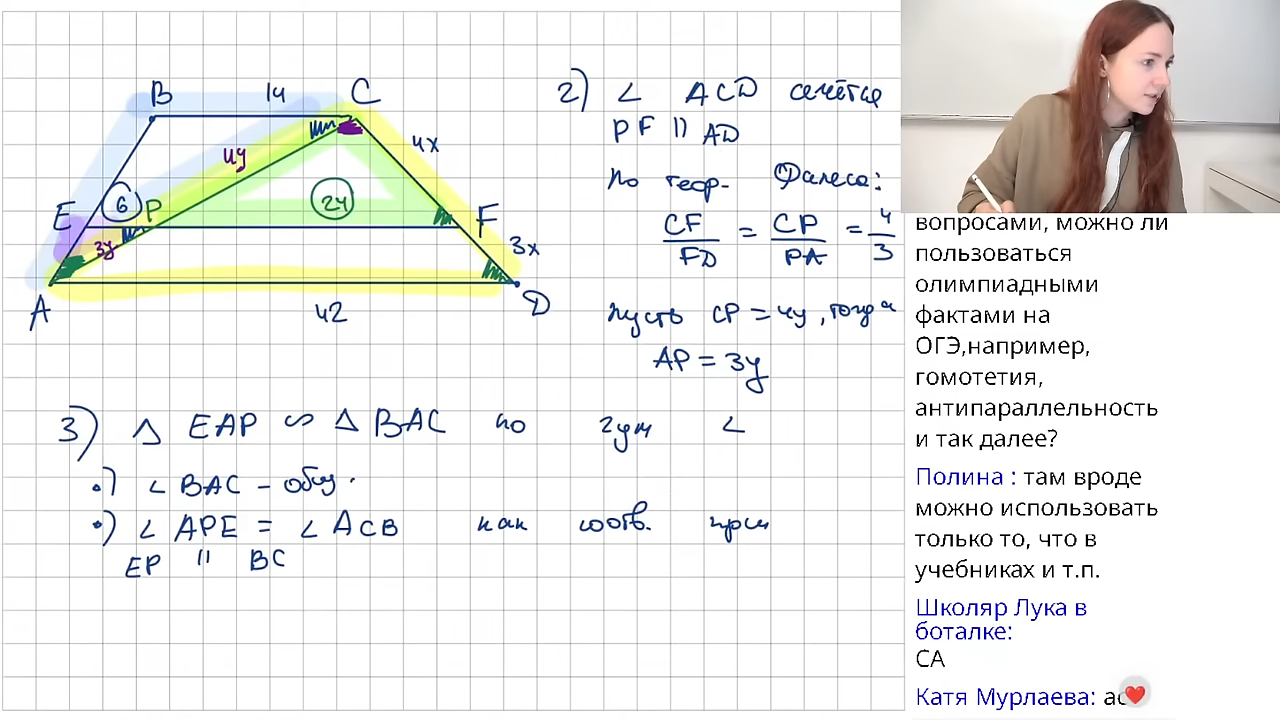 B 14 C
4y 4x
E 6 P 24 F
3y 3x
A 42 D
2) ∠ ACD сечётся
PF || AD
По теор. Фалеса:
CF/FD = CP/PA = 4/3
Пусть CP = 4y, тогда
AP = 3y
3) △ EAP ∽ △ BAC по двум ∠
•) ∠ BAC - общ.
•) ∠ APE = ∠ ACB как соотв. при
EP || BC
вопросами, можно ли
пользоваться
олимпиадными
фактами на
ОГЭ,например,
гомотетия,
антипараллельность
и так далее?
Полина : там вроде
можно использовать
только то, что в
учебниках и т.п.
Школяр Лука в
боталке:
СА
Катя Мурлаева: ас